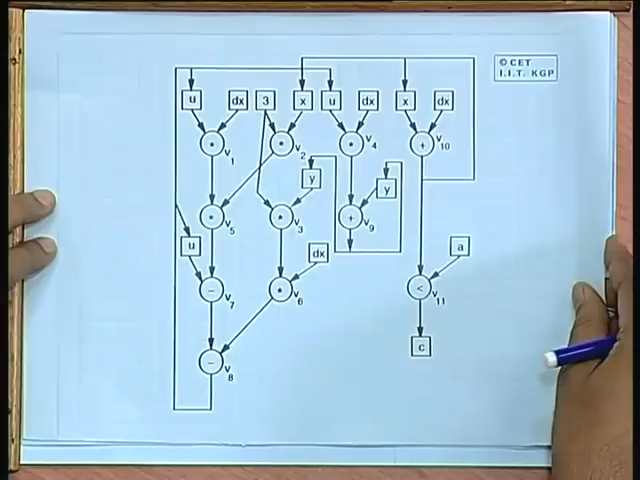 © CET
I.I.T. KGP
u dx 3 x u dx x dx
* v1 * v2 * v4 + v10
y y
* v5 * v3 + v9
u dx a
− v7 * v6 < v11
− v8 c